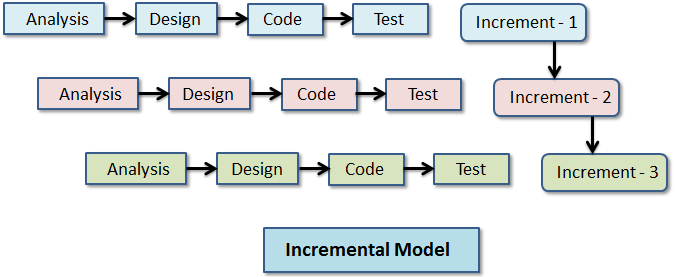 Analysis Design Code Test Increment - 1
Analysis Design Code Test Increment - 2
Analysis Design Code Test Increment - 3
Incremental Model